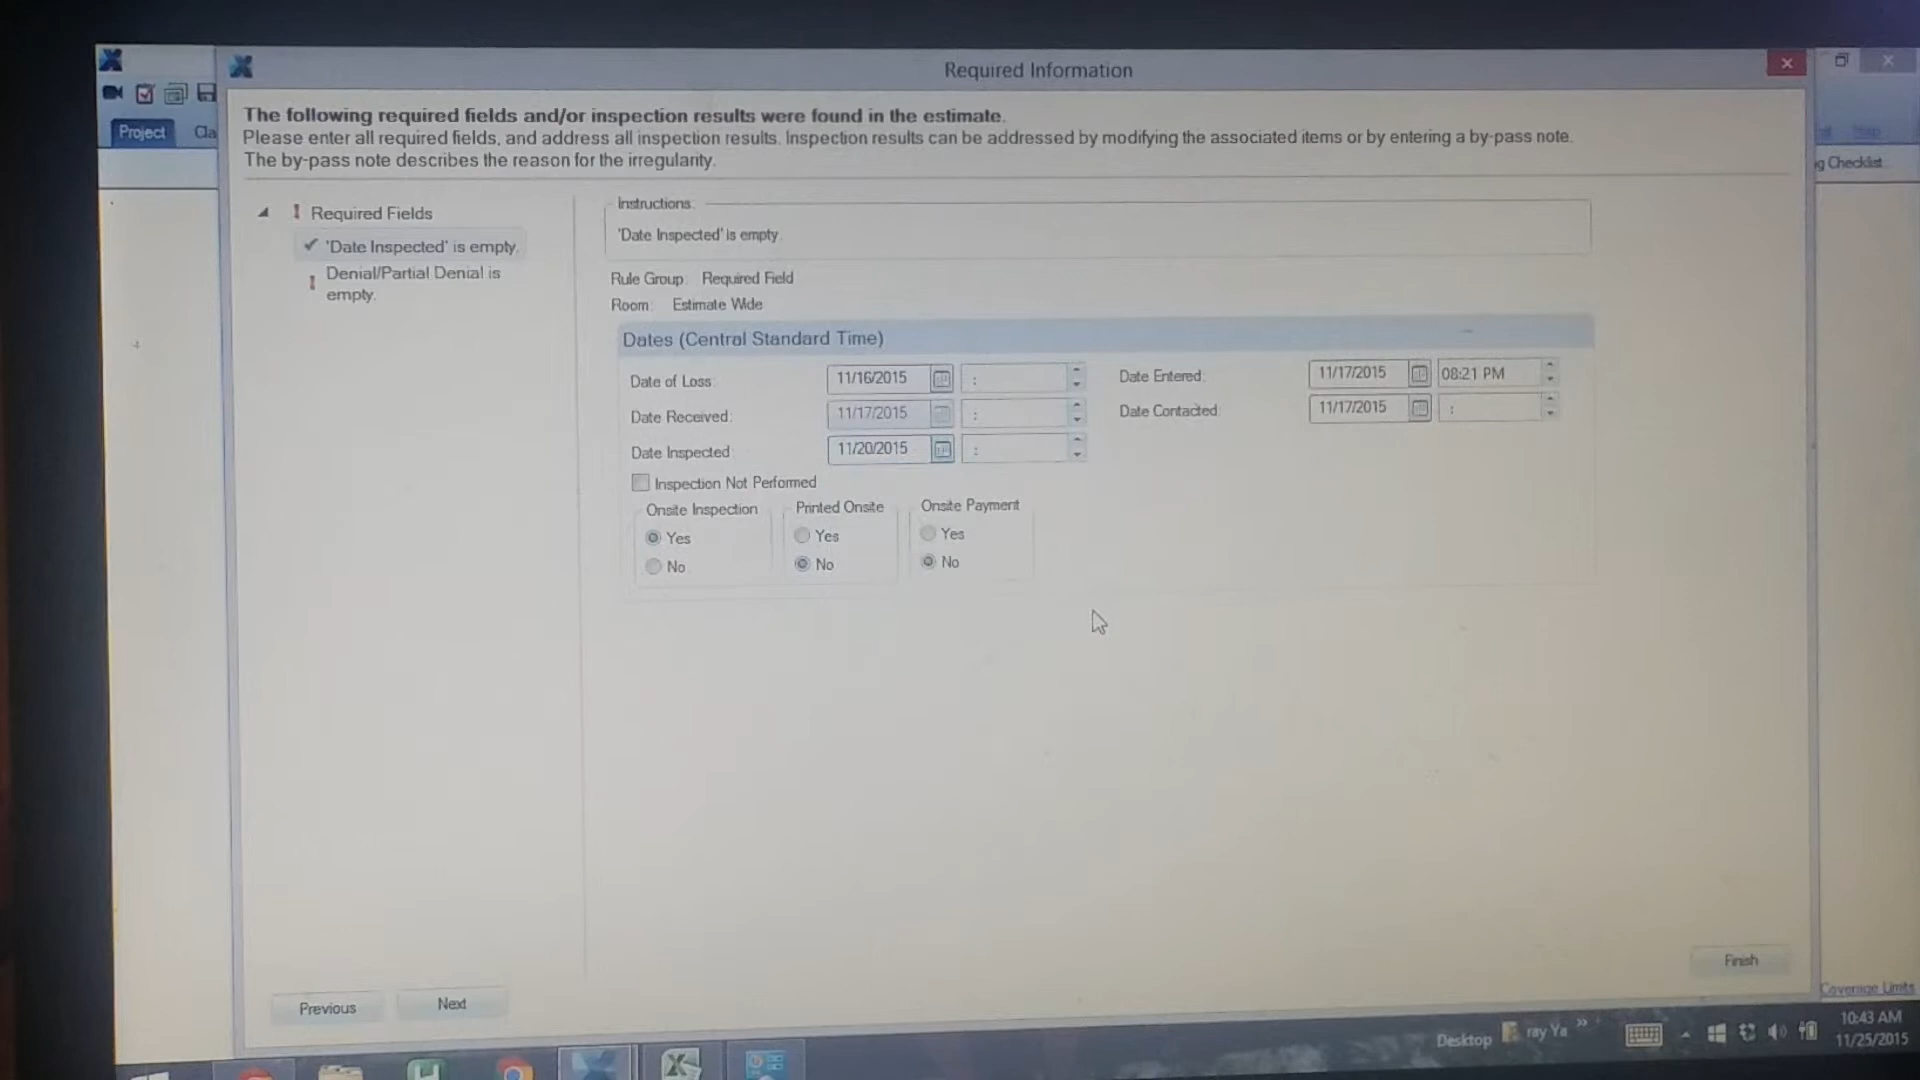 Required Information
Project Cla
g Checklist
The following required fields and/or inspection results were found in the estimate.
Please enter all required fields, and address all inspection results. Inspection results can be addressed by modifying the associated items or by entering a by-pass note.
The by-pass note describes the reason for the irregularity.
! Required Fields
'Date Inspected' is empty.
! Denial/Partial Denial is
empty.
Instructions
'Date Inspected' is empty.
Rule Group: Required Field
Room: Estimate Wide
Dates (Central Standard Time)
Date of Loss: 11/16/2015 : Date Entered: 11/17/2015 08:21 PM
Date Received: 11/17/2015 : Date Contacted: 11/17/2015 :
Date Inspected 11/20/2015 :
Inspection Not Performed
Onsite Inspection Printed Onsite Onsite Payment
Yes Yes Yes
No No No
Finish
Previous Next
Coverage Limits
Desktop ray Ya » 10:43 AM
11/25/2015